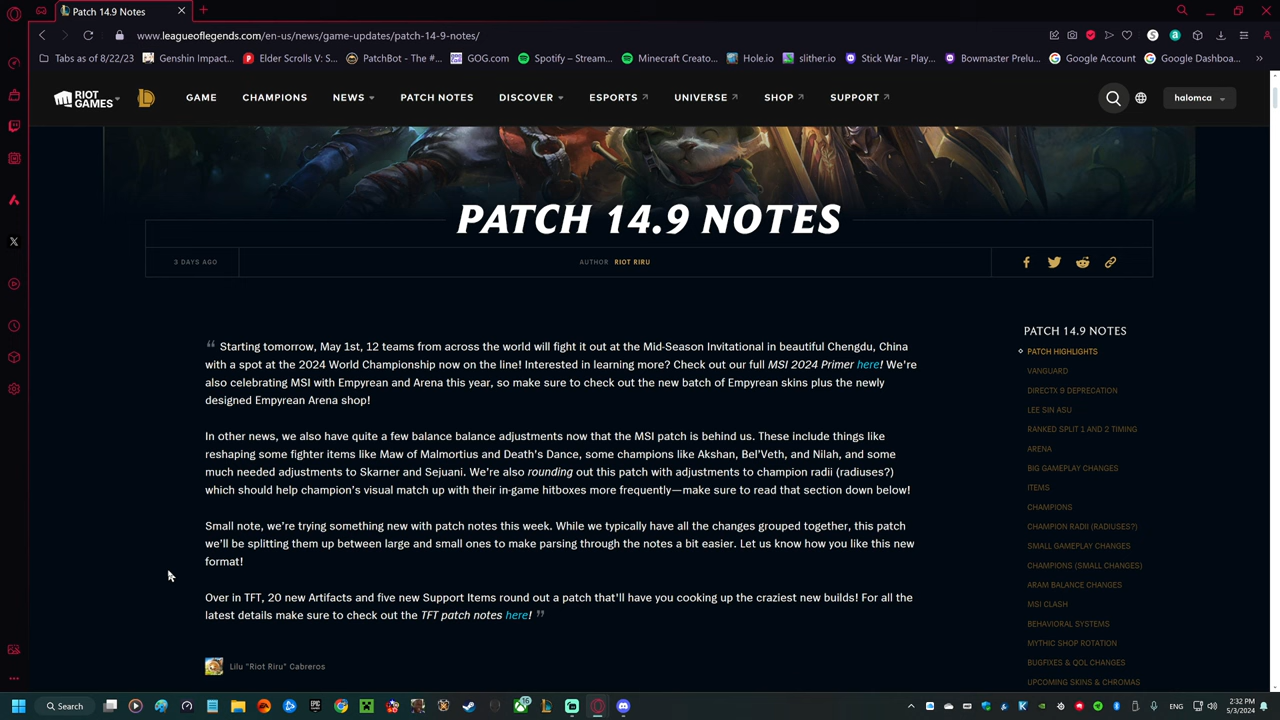 Patch 14.9 Notes
www.leagueoflegends.com/en-us/news/game-updates/patch-14-9-notes/
Tabs as of 8/22/23
Genshin Impact...
Elder Scrolls V: S...
PatchBot - The #...
GOG.com
Spotify – Stream...
Minecraft Creato...
Hole.io
slither.io
Stick War - Play...
Bowmaster Prelu...
Google Account
Google Dashboa...
RIOT GAMES
GAME
CHAMPIONS
NEWS
PATCH NOTES
DISCOVER
ESPORTS
UNIVERSE
SHOP
SUPPORT
halomca
PATCH 14.9 NOTES
3 DAYS AGO
AUTHOR RIOT RIRU
“ Starting tomorrow, May 1st, 12 teams from across the world will fight it out at the Mid-Season Invitational in beautiful Chengdu, China
with a spot at the 2024 World Championship now on the line! Interested in learning more? Check out our full MSI 2024 Primer here! We're
also celebrating MSI with Empyrean and Arena this year, so make sure to check out the new batch of Empyrean skins plus the newly
designed Empyrean Arena shop!
In other news, we also have quite a few balance balance adjustments now that the MSI patch is behind us. These include things like
reshaping some fighter items like Maw of Malmortius and Death's Dance, some champions like Akshan, Bel'Veth, and Nilah, and some
much needed adjustments to Skarner and Sejuani. We're also rounding out this patch with adjustments to champion radii (radiuses?)
which should help champion's visual match up with their in-game hitboxes more frequently—make sure to read that section down below!
Small note, we're trying something new with patch notes this week. While we typically have all the changes grouped together, this patch
we'll be splitting them up between large and small ones to make parsing through the notes a bit easier. Let us know how you like this new
format!
Over in TFT, 20 new Artifacts and five new Support Items round out a patch that'll have you cooking up the craziest new builds! For all the
latest details make sure to check out the TFT patch notes here! ”
Lilu "Riot Riru" Cabreros
PATCH 14.9 NOTES
PATCH HIGHLIGHTS
VANGUARD
DIRECTX 9 DEPRECATION
LEE SIN ASU
RANKED SPLIT 1 AND 2 TIMING
ARENA
BIG GAMEPLAY CHANGES
ITEMS
CHAMPIONS
CHAMPION RADII (RADIUSES?)
SMALL GAMEPLAY CHANGES
CHAMPIONS (SMALL CHANGES)
ARAM BALANCE CHANGES
MSI CLASH
BEHAVIORAL SYSTEMS
MYTHIC SHOP ROTATION
BUGFIXES & QOL CHANGES
UPCOMING SKINS & CHROMAS
Search
16
ENG
2:32 PM
5/3/2024